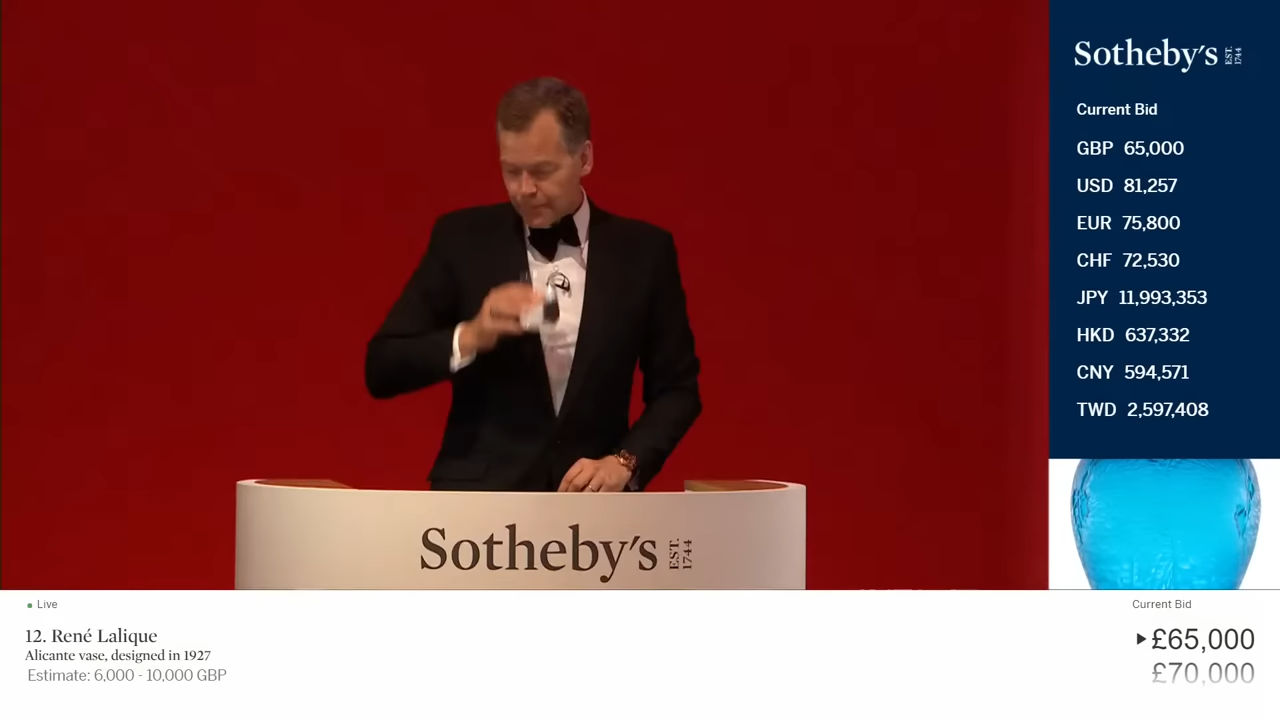 Sotheby's EST. 1744
Current Bid
GBP 65,000
USD 81,257
EUR 75,800
CHF 72,530
JPY 11,993,353
HKD 637,332
CNY 594,571
TWD 2,597,408
Sotheby's EST. 1744
Live
12. René Lalique
Alicante vase, designed in 1927
Estimate: 6,000 - 10,000 GBP
Current Bid
£65,000
£70,000